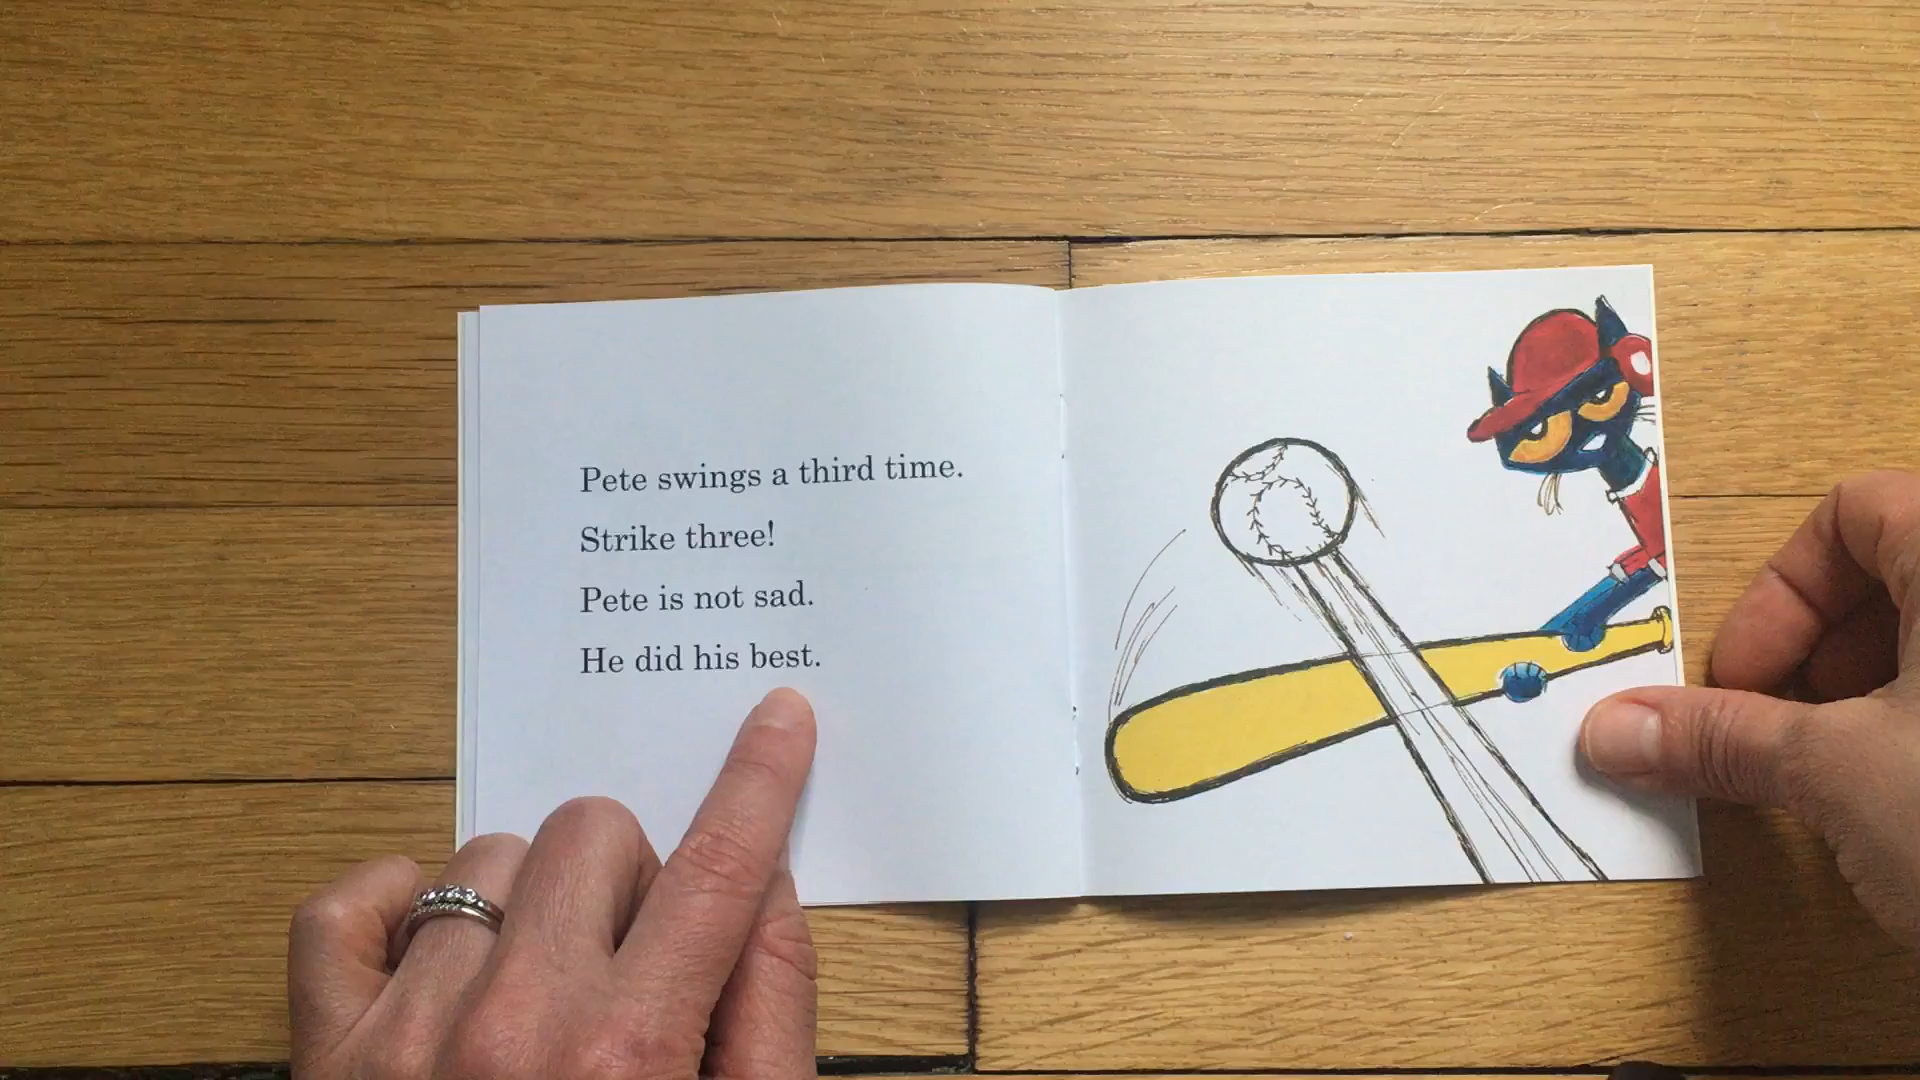 Pete swings a third time.
Strike three!
Pete is not sad.
He did his best.